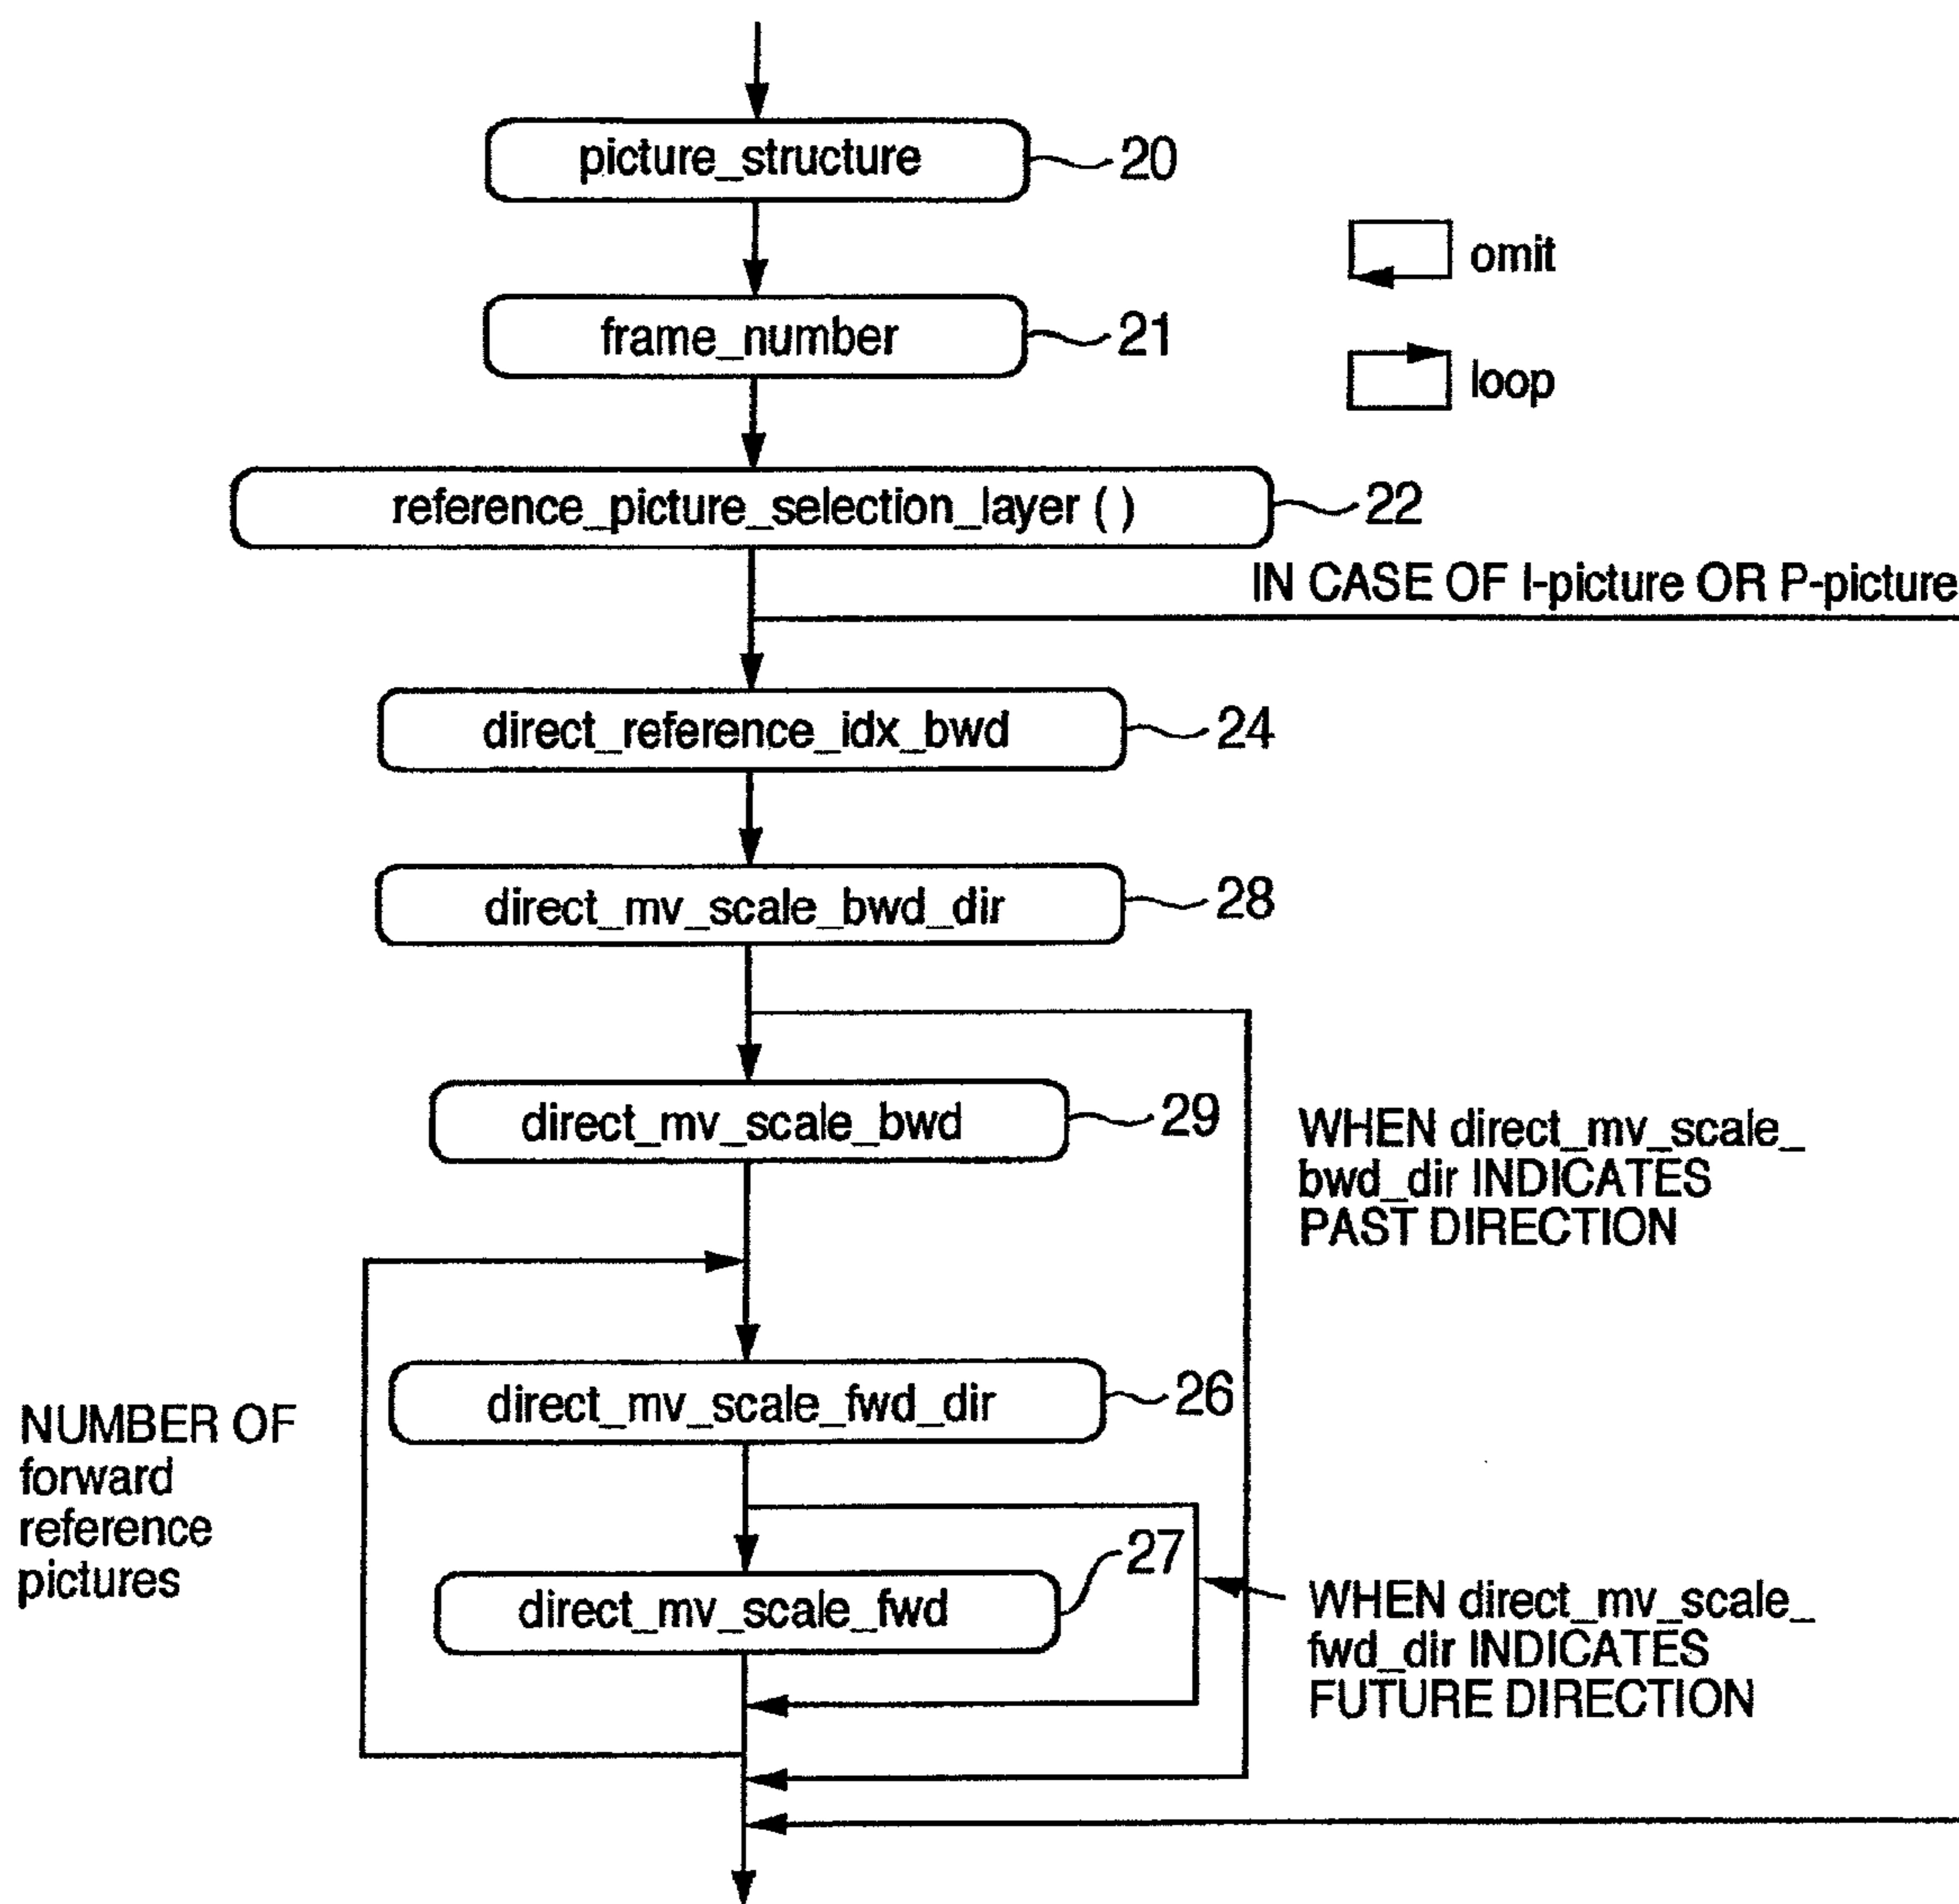 picture_structure 20
omit
frame_number 21
loop
reference_picture_selection_layer ( ) 22
IN CASE OF I-picture OR P-picture
direct_reference_idx_bwd 24
direct_mv_scale_bwd_dir 28
direct_mv_scale_bwd 29
WHEN direct_mv_scale_
bwd_dir INDICATES
PAST DIRECTION
direct_mv_scale_fwd_dir 26
NUMBER OF
forward
reference
pictures
direct_mv_scale_fwd 27
WHEN direct_mv_scale_
fwd_dir INDICATES
FUTURE DIRECTION